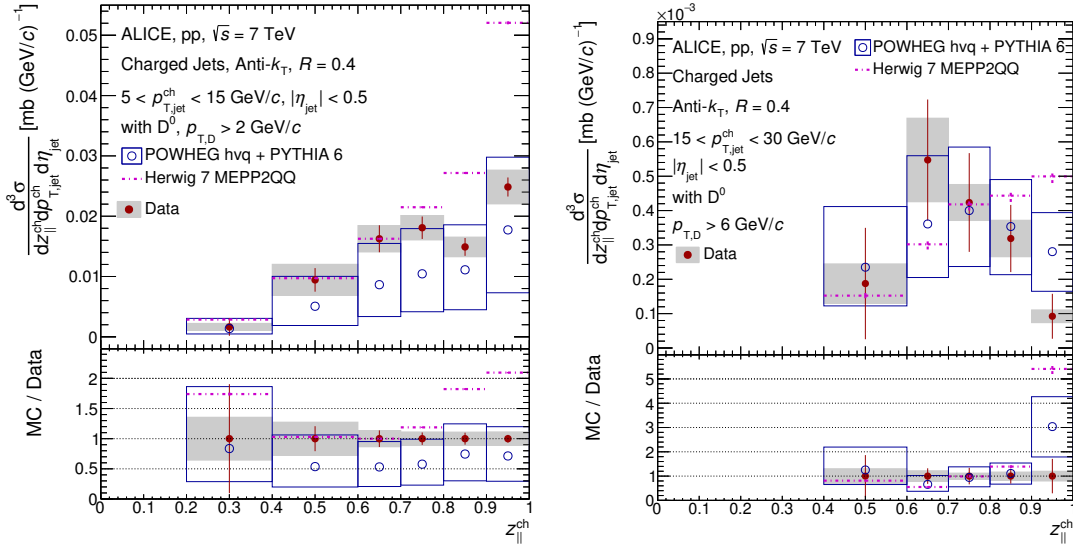 ALICE, pp, √s = 7 TeV
Charged Jets, Anti-kT, R = 0.4
5 < p^ch_T,jet < 15 GeV/c, |η_jet| < 0.5
with D⁰, p_T,D > 2 GeV/c
POWHEG hvq + PYTHIA 6
Herwig 7 MEPP2QQ
Data
d³σ / dz^ch_|| dp^ch_T,jet dη_jet [mb (GeV/c)⁻¹]
0.05
0.04
0.03
0.02
0.01
0
MC / Data
2
1.5
1
0.5
0
0 0.1 0.2 0.3 0.4 0.5 0.6 0.7 0.8 0.9 1
z^ch_||
×10⁻³
ALICE, pp, √s = 7 TeV
Charged Jets
Anti-kT, R = 0.4
15 < p^ch_T,jet < 30 GeV/c
|η_jet| < 0.5
with D⁰
p_T,D > 6 GeV/c
Data
POWHEG hvq + PYTHIA 6
Herwig 7 MEPP2QQ
d³σ / dz^ch_|| dp^ch_T,jet dη_jet [mb (GeV/c)⁻¹]
0.9
0.8
0.7
0.6
0.5
0.4
0.3
0.2
0.1
0
MC / Data
5
4
3
2
1
0
0 0.1 0.2 0.3 0.4 0.5 0.6 0.7 0.8 0.9 1
z^ch_||